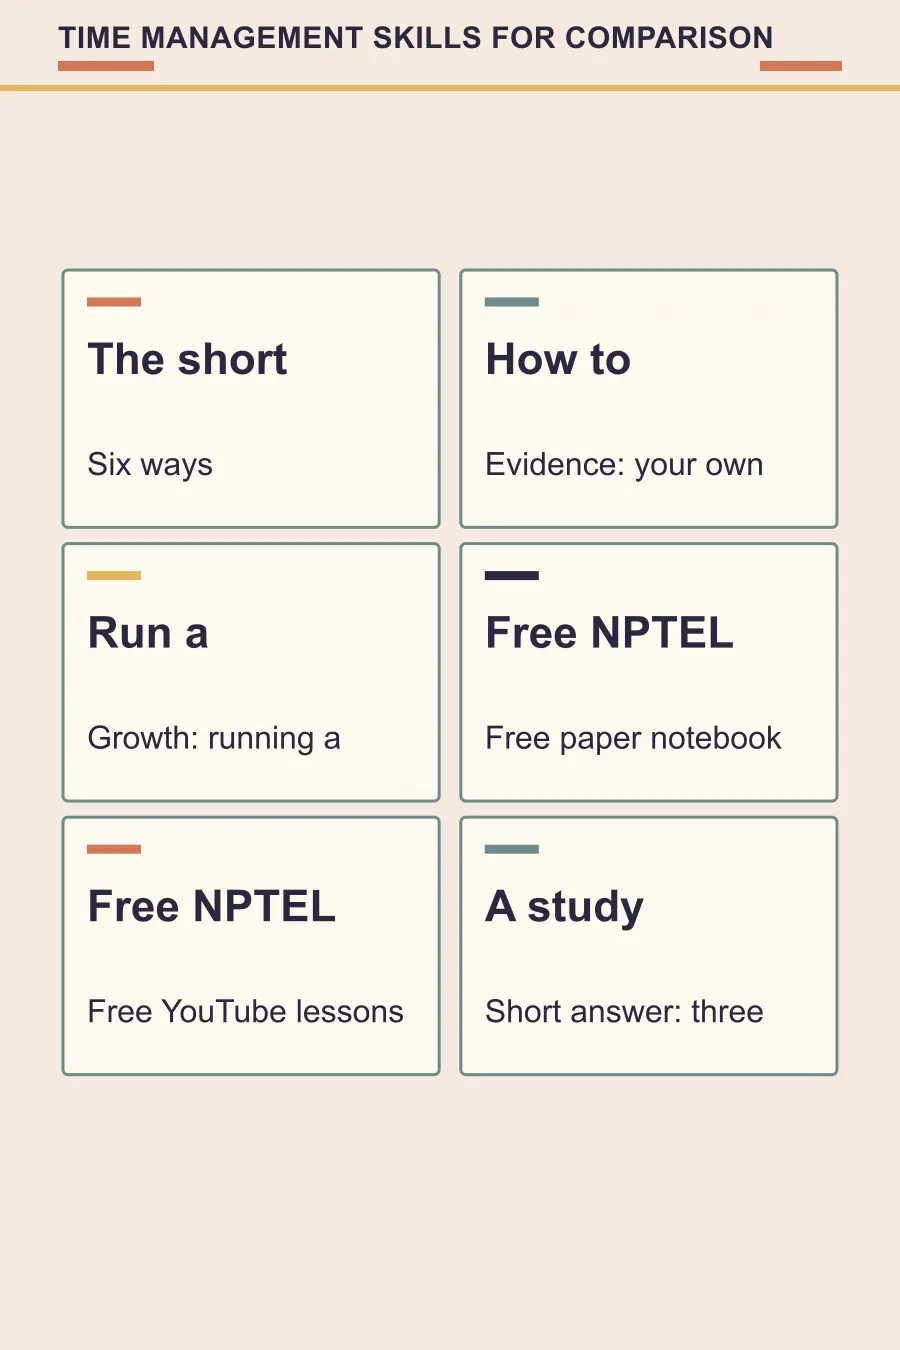 TIME MANAGEMENT SKILLS FOR COMPARISON
The short
Six ways
How to
Evidence: your own
Run a
Growth: running a
Free NPTEL
Free paper notebook
Free NPTEL
Free YouTube lessons
A study
Short answer: three